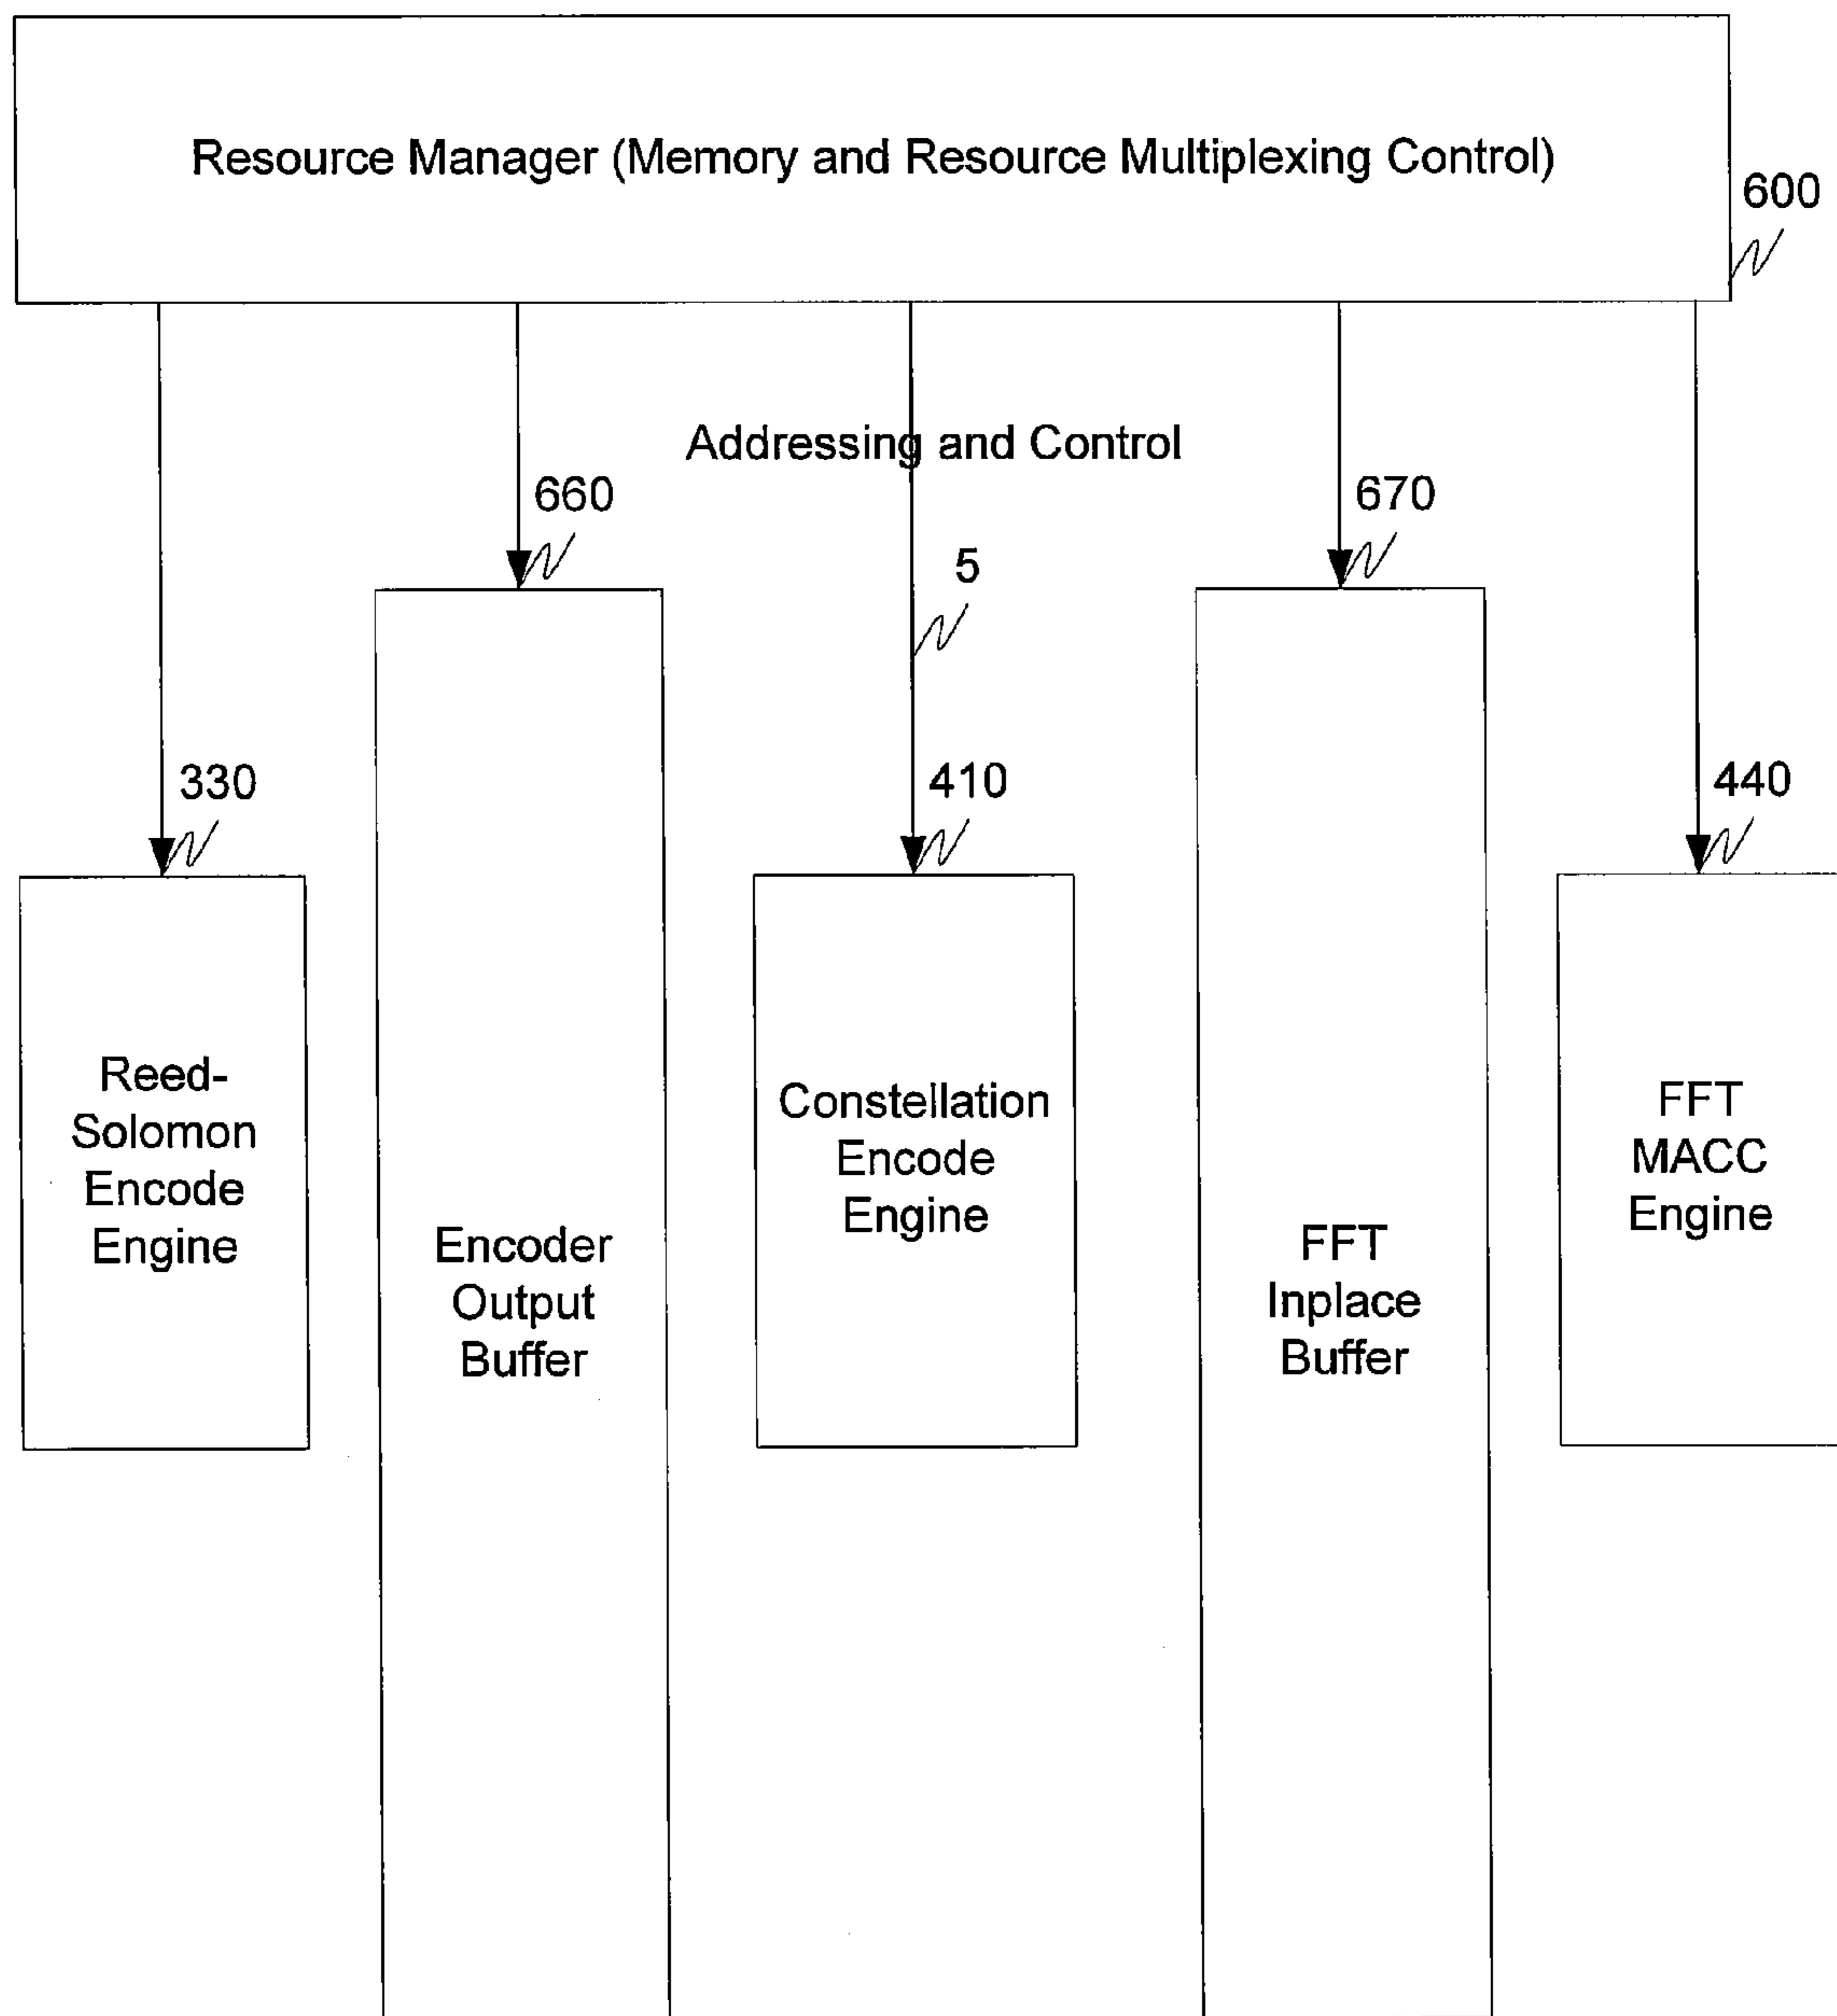 Resource Manager (Memory and Resource Multiplexing Control)
600
Addressing and Control
660
670
5
330
410
440
Reed-
Solomon
Encode
Engine
Encoder
Output
Buffer
Constellation
Encode
Engine
FFT
Inplace
Buffer
FFT
MACC
Engine